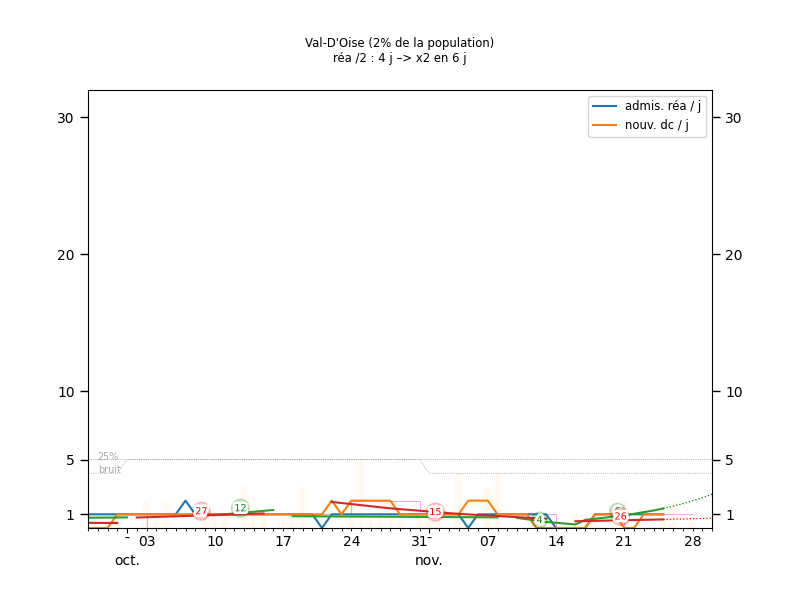 Val-D'Oise (2% de la population)
réa /2 : 4 j –> x2 en 6 j
admis. réa / j
nouv. dc / j
30 30
20 20
10 10
5 5
1 1
25%
bruit
27 12 15 4 26
03 10 17 24 31 07 14 21 28
oct. nov.